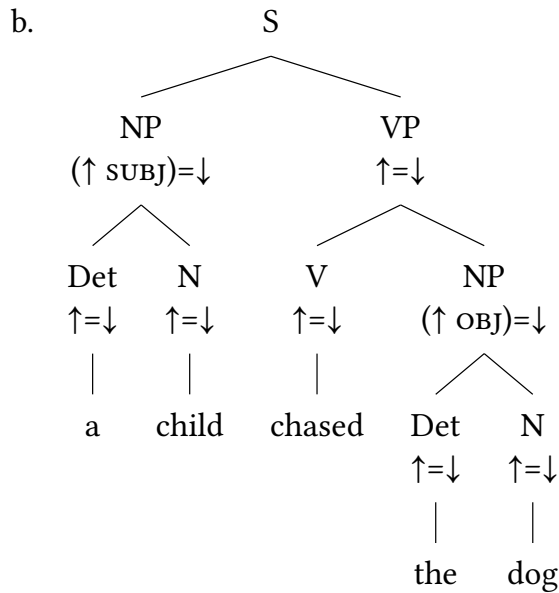 b. S
NP VP
(↑ SUBJ)=↓ ↑=↓
Det N V NP
↑=↓ ↑=↓ ↑=↓ (↑ OBJ)=↓
a child chased Det N
↑=↓ ↑=↓
the dog